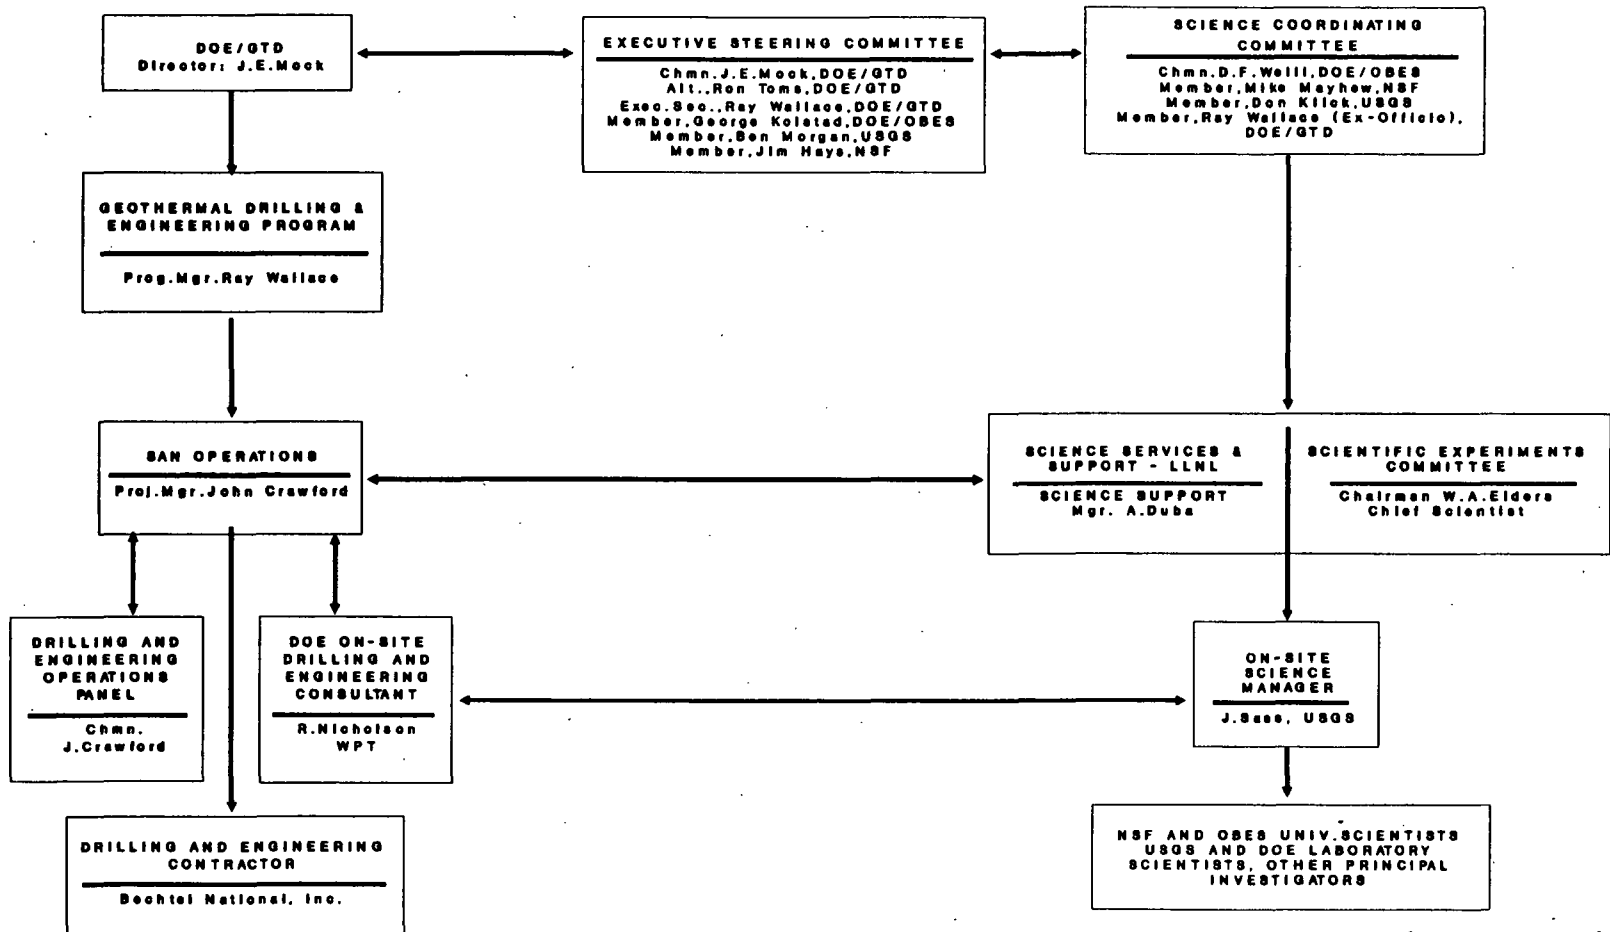 DOE/GTD
Director: J.E.Mock
EXECUTIVE STEERING COMMITTEE
Chmn.J.E.Mock,DOE/GTD
Alt.,Ron Toms,DOE/GTD
Exec.Sec.,Ray Wallace,DOE/GTD
Member,George Kolstad,DOE/OBES
Member,Ben Morgan,USGS
Member,Jim Hays,NSF
SCIENCE COORDINATING
COMMITTEE
Chmn.D.F.Weill,DOE/OBES
Member,Mike Mayhew,NSF
Member,Don Klick,USGS
Member,Ray Wallace (Ex-Officio),
DOE/GTD
GEOTHERMAL DRILLING &
ENGINEERING PROGRAM
Prog.Mgr.Ray Wallace
SAN OPERATIONS
Proj.Mgr.John Crawford
SCIENCE SERVICES &
SUPPORT - LLNL
SCIENCE SUPPORT
Mgr. A.Duba
SCIENTIFIC EXPERIMENTS
COMMITTEE
Chairman W.A.Elders
Chief Scientist
DRILLING AND
ENGINEERING
OPERATIONS
PANEL
Chmn.
J.Crawford
DOE ON-SITE
DRILLING AND
ENGINEERING
CONSULTANT
R.Nicholson
WPT
ON-SITE
SCIENCE
MANAGER
J.Sass, USGS
DRILLING AND ENGINEERING
CONTRACTOR
Bechtel National, Inc.
NSF AND OBES UNIV.SCIENTISTS
USGS AND DOE LABORATORY
SCIENTISTS, OTHER PRINCIPAL
INVESTIGATORS